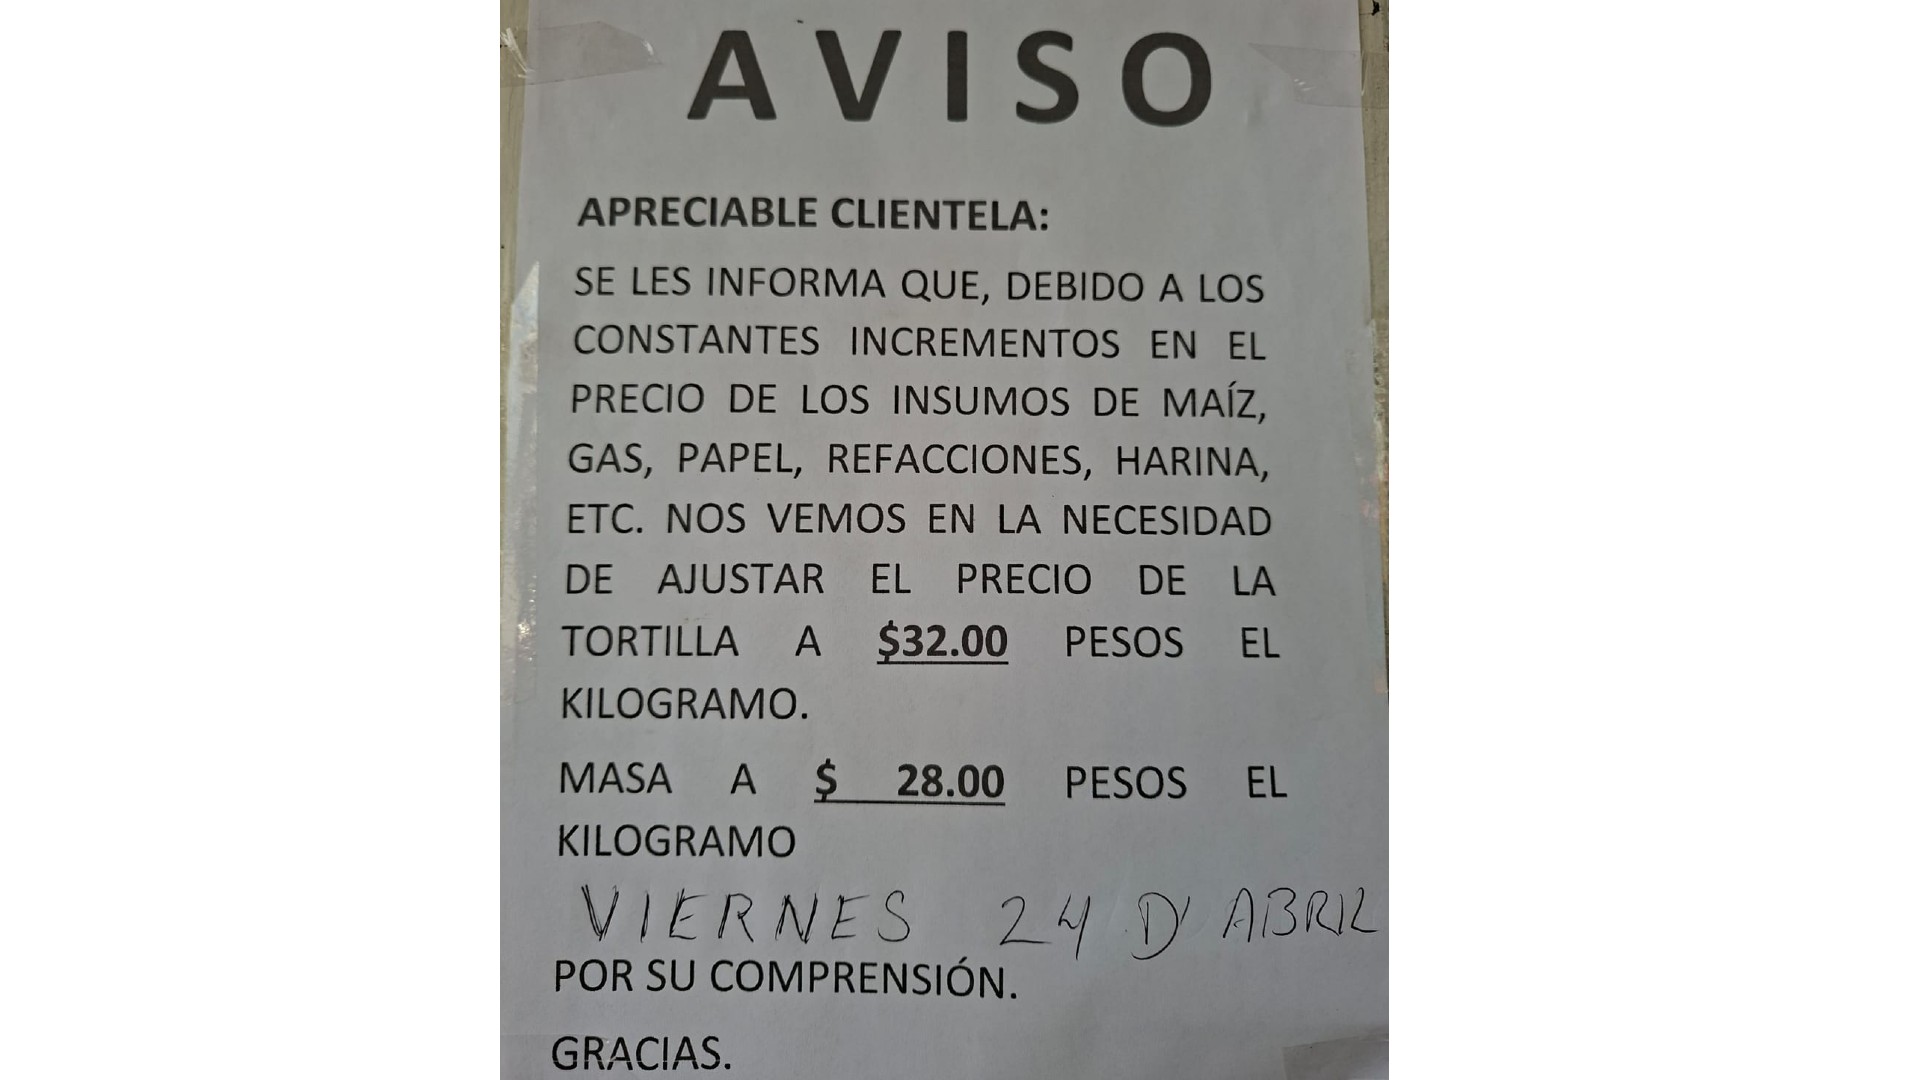 AVISO
APRECIABLE CLIENTELA:
SE LES INFORMA QUE, DEBIDO A LOS
CONSTANTES INCREMENTOS EN EL
PRECIO DE LOS INSUMOS DE MAÍZ,
GAS, PAPEL, REFACCIONES, HARINA,
ETC. NOS VEMOS EN LA NECESIDAD
DE AJUSTAR EL PRECIO DE LA
TORTILLA A $32.00 PESOS EL
KILOGRAMO.
MASA A $ 28.00 PESOS EL
KILOGRAMO
VIERNES 24 D' ABRIL
POR SU COMPRENSIÓN.
GRACIAS.